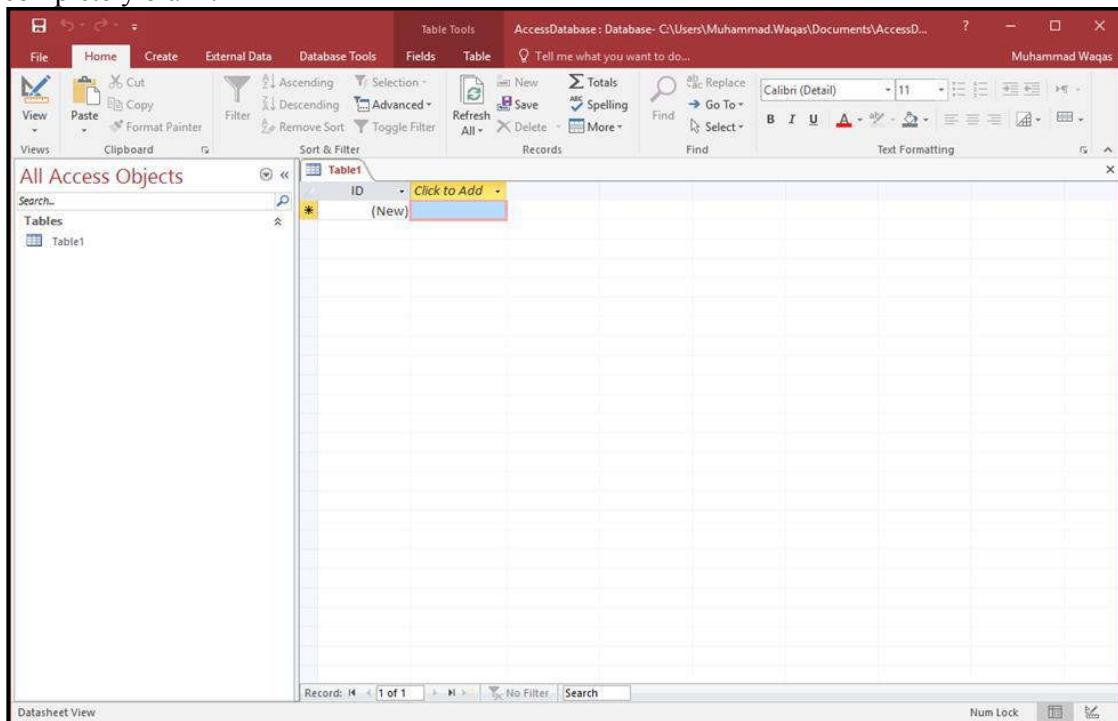 Table Tools AccessDatabase : Database- C:\Users\Muhammad.Waqas\Documents\AccessD... ?
File Home Create External Data Database Tools Fields Table Tell me what you want to do... Muhammad Waqas
View
Paste
Cut
Copy
Format Painter
Filter
Ascending
Descending
Remove Sort
Selection
Advanced
Toggle Filter
Refresh
All
New
Save
Delete
Totals
Spelling
More
Find
Replace
Go To
Select
Calibri (Detail) 11
B I U A
Views Clipboard Sort & Filter Records Find Text Formatting
All Access Objects
Search...
Tables
Table1
Table1
ID Click to Add
(New)
Record: 1 of 1 No Filter Search
Datasheet View Num Lock